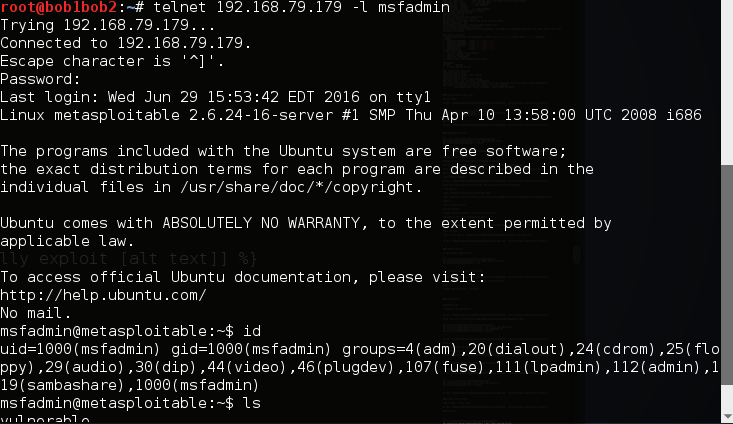 root@bob1bob2:~# telnet 192.168.79.179 -l msfadmin
Trying 192.168.79.179...
Connected to 192.168.79.179.
Escape character is '^]'.
Password:
Last login: Wed Jun 29 15:53:42 EDT 2016 on tty1
Linux metasploitable 2.6.24-16-server #1 SMP Thu Apr 10 13:58:00 UTC 2008 i686
The programs included with the Ubuntu system are free software;
the exact distribution terms for each program are described in the
individual files in /usr/share/doc/*/copyright.
Ubuntu comes with ABSOLUTELY NO WARRANTY, to the extent permitted by
applicable law.
lly exploit [alt text]] %}
To access official Ubuntu documentation, please visit:
http://help.ubuntu.com/
No mail.
msfadmin@metasploitable:~$ id
uid=1000(msfadmin) gid=1000(msfadmin) groups=4(adm),20(dialout),24(cdrom),25(flo
ppy),29(audio),30(dip),44(video),46(plugdev),107(fuse),111(lpadmin),112(admin),1
19(sambashare),1000(msfadmin)
msfadmin@metasploitable:~$ ls
vulnerable